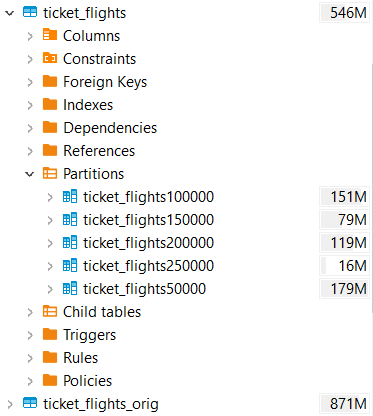 ticket_flights 546M
Columns
Constraints
Foreign Keys
Indexes
Dependencies
References
Partitions
ticket_flights100000 151M
ticket_flights150000 79M
ticket_flights200000 119M
ticket_flights250000 16M
ticket_flights50000 179M
Child tables
Triggers
Rules
Policies
ticket_flights_orig 871M